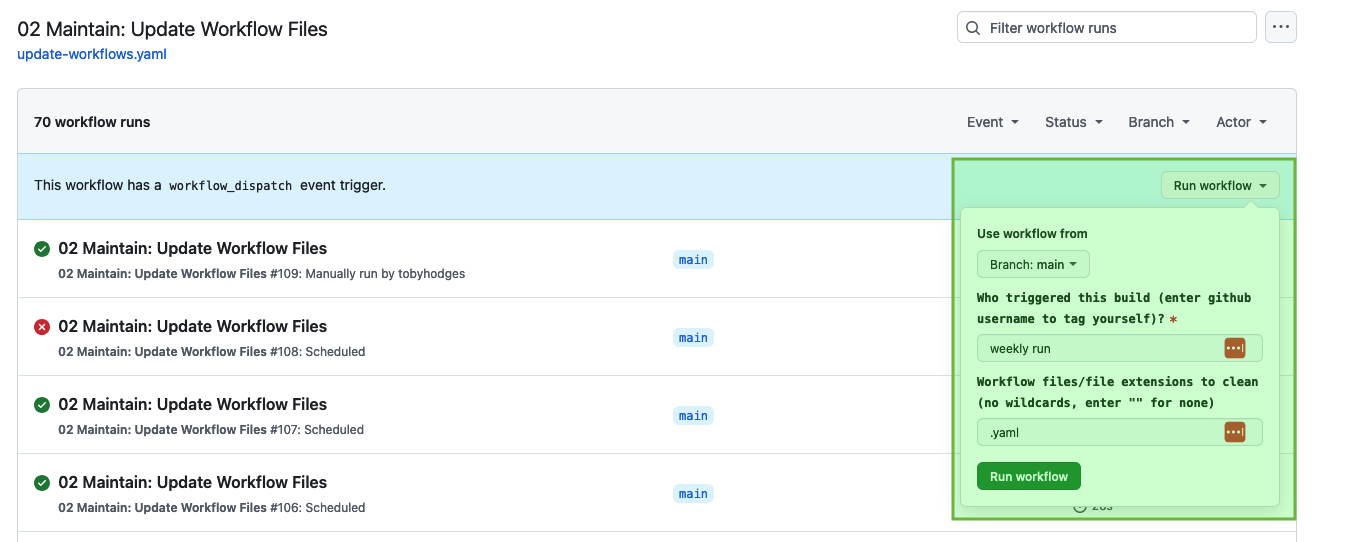 02 Maintain: Update Workflow Files
Filter workflow runs
update-workflows.yaml
70 workflow runs
Event
Status
Branch
Actor
This workflow has a workflow_dispatch event trigger.
Run workflow
02 Maintain: Update Workflow Files
02 Maintain: Update Workflow Files #109: Manually run by tobyhodges
main
02 Maintain: Update Workflow Files
02 Maintain: Update Workflow Files #108: Scheduled
main
02 Maintain: Update Workflow Files
02 Maintain: Update Workflow Files #107: Scheduled
main
02 Maintain: Update Workflow Files
02 Maintain: Update Workflow Files #106: Scheduled
main
Use workflow from
Branch: main
Who triggered this build (enter github
username to tag yourself)? *
weekly run
Workflow files/file extensions to clean
(no wildcards, enter "" for none)
.yaml
Run workflow